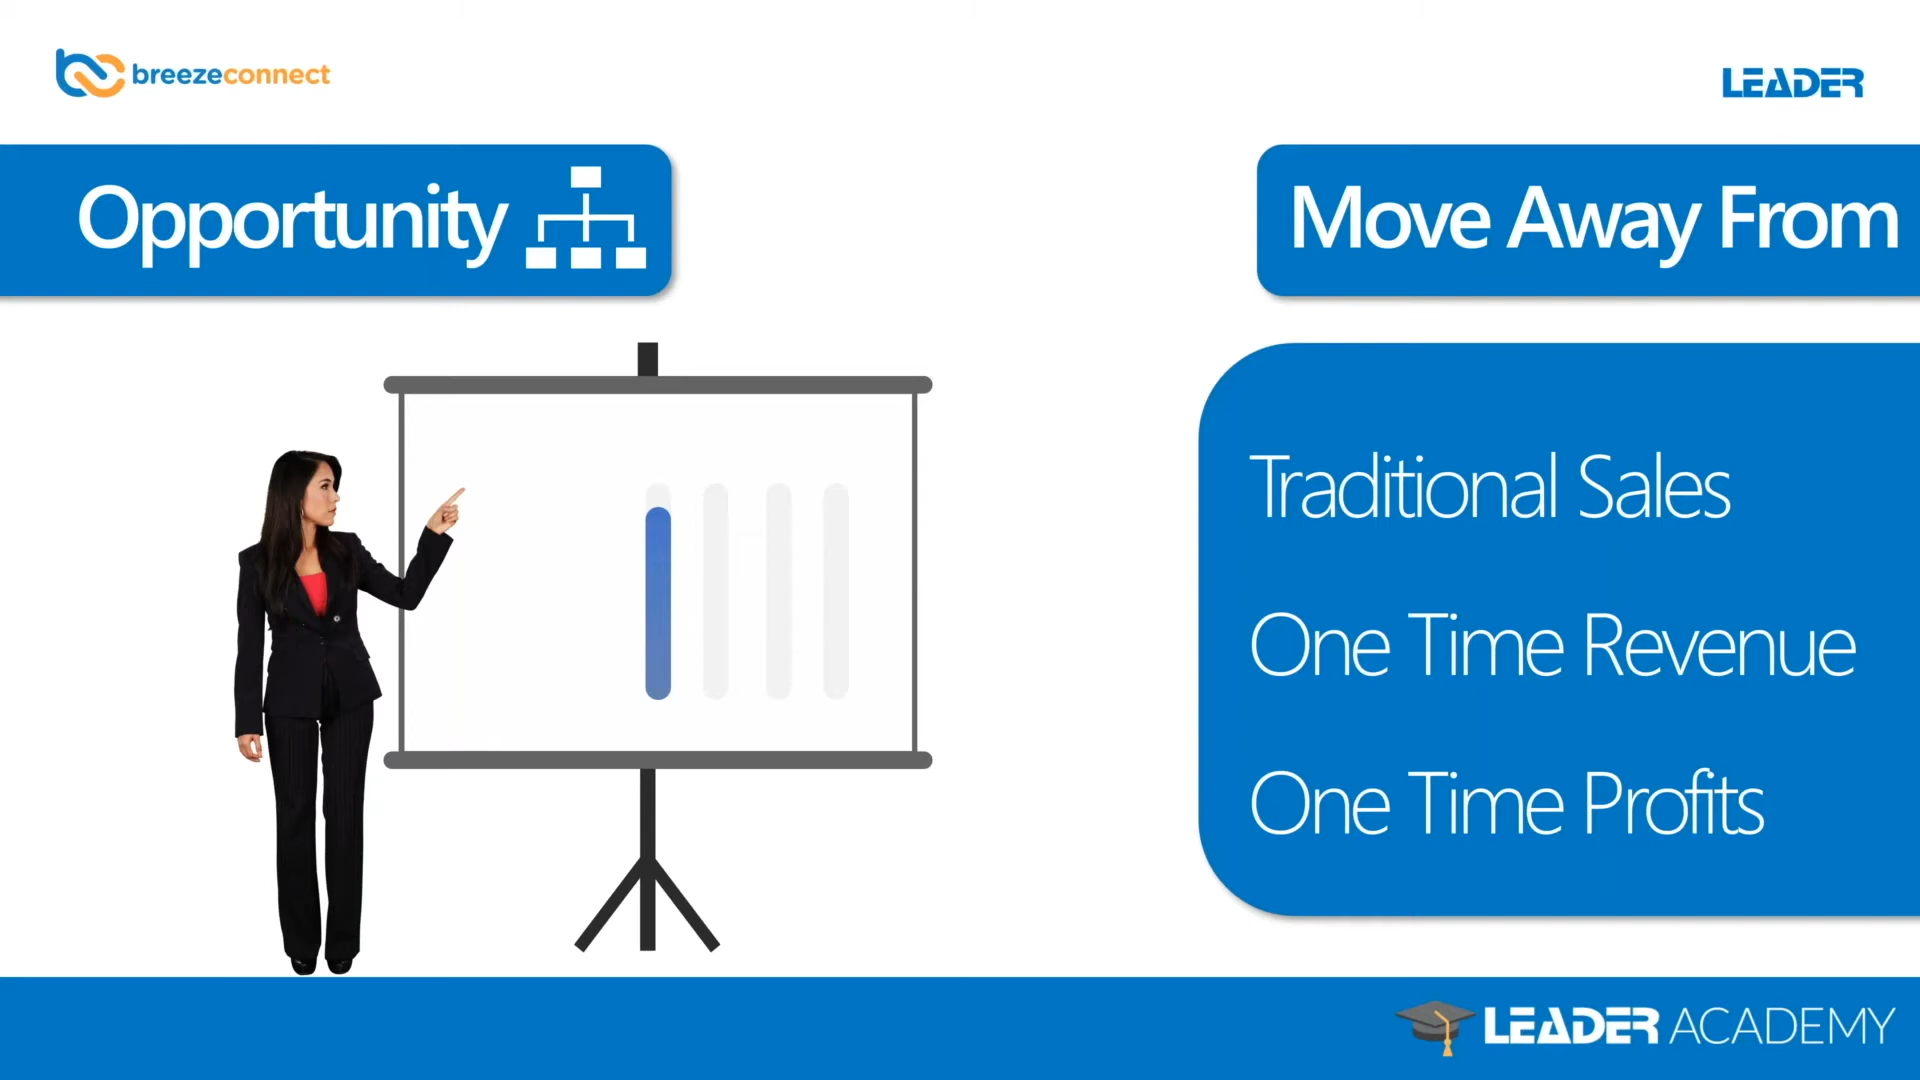 breezeconnect
LEADER
Opportunity
Move Away From
Traditional Sales
One Time Revenue
One Time Profits
LEADER ACADEMY